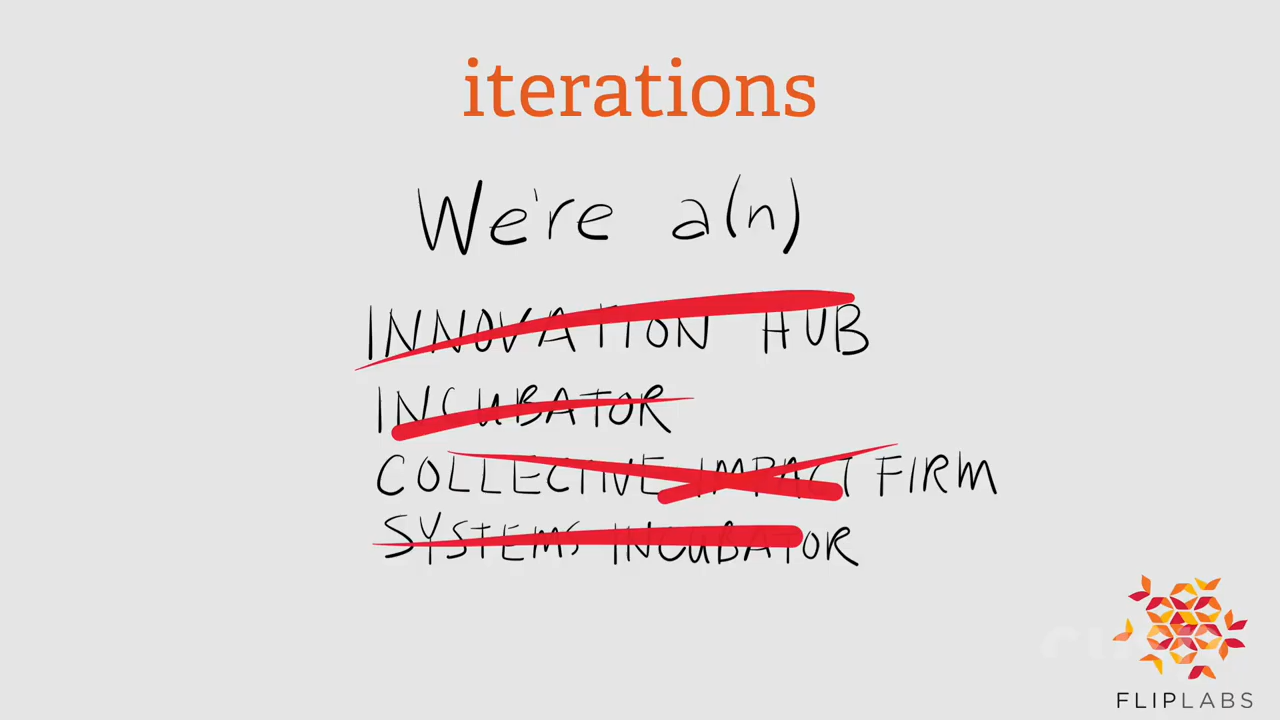 iterations
We're a(n)
INNOVATION HUB
INCUBATOR
COLLECTIVE IMPACT FIRM
SYSTEMS INCUBATOR
FLIPLABS